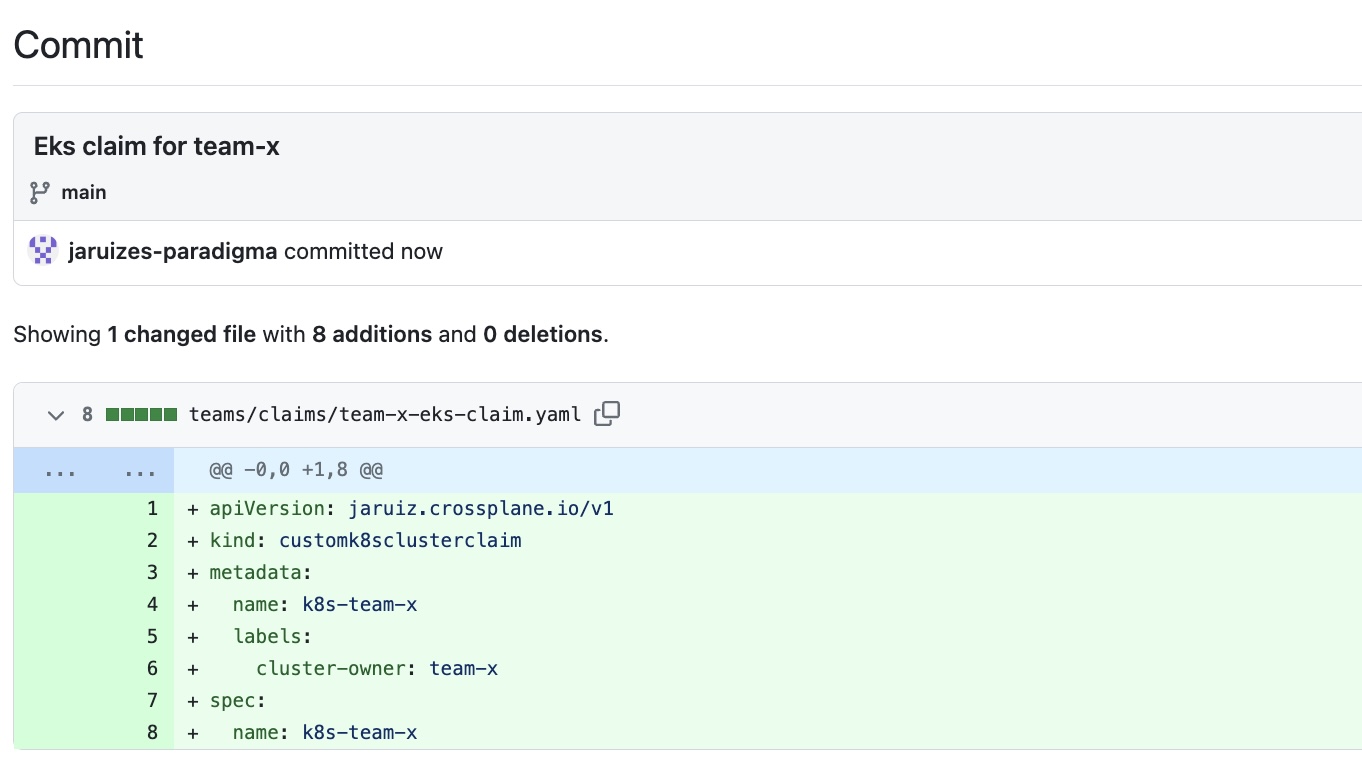 Commit
Eks claim for team-x
main
jaruizes-paradigma committed now
Showing 1 changed file with 8 additions and 0 deletions.
8 teams/claims/team-x-eks-claim.yaml
... ... @@ -0,0 +1,8 @@
1 + apiVersion: jaruiz.crossplane.io/v1
2 + kind: customk8sclusterclaim
3 + metadata:
4 +   name: k8s-team-x
5 +   labels:
6 +     cluster-owner: team-x
7 + spec:
8 +   name: k8s-team-x